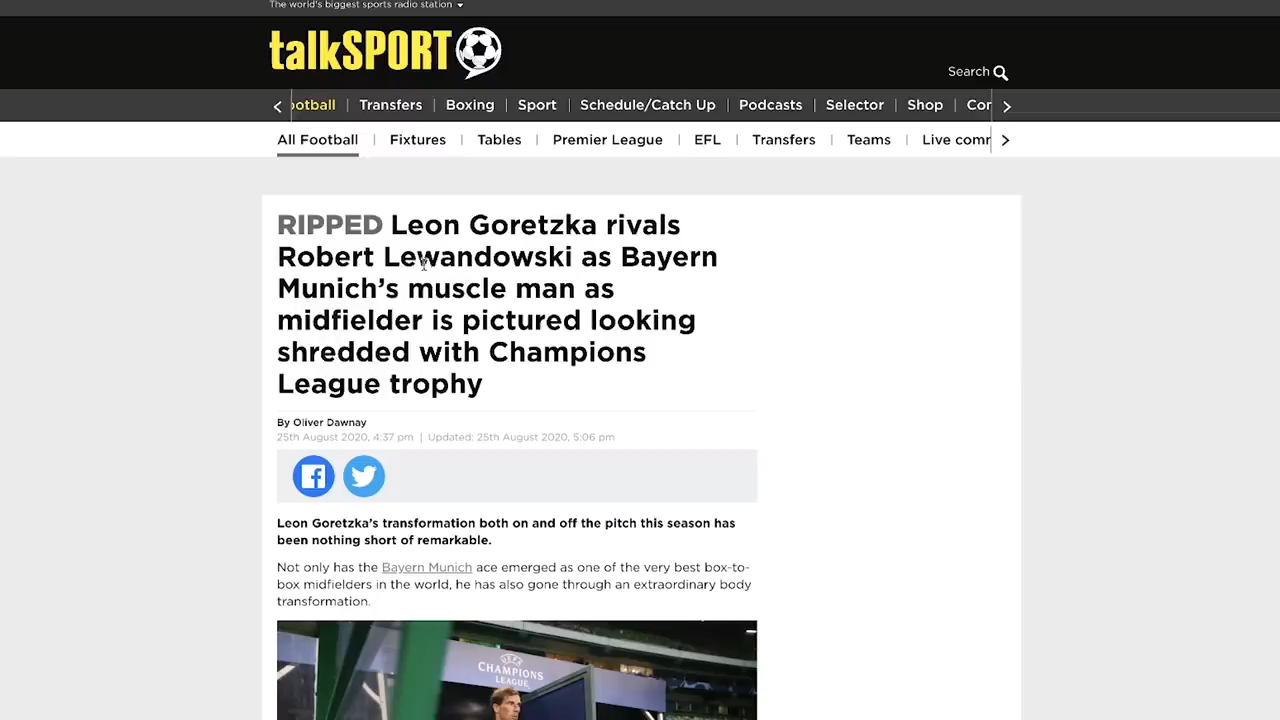 The world's biggest sports radio station
talkSPORT
Search
ootball | Transfers | Boxing | Sport | Schedule/Catch Up | Podcasts | Selector | Shop | Cor
All Football | Fixtures | Tables | Premier League | EFL | Transfers | Teams | Live comm
RIPPED Leon Goretzka rivals
Robert Lewandowski as Bayern
Munich’s muscle man as
midfielder is pictured looking
shredded with Champions
League trophy
By Oliver Dawnay
25th August 2020, 4:37 pm | Updated: 25th August 2020, 5:06 pm
Leon Goretzka’s transformation both on and off the pitch this season has
been nothing short of remarkable.
Not only has the Bayern Munich ace emerged as one of the very best box-to-
box midfielders in the world, he has also gone through an extraordinary body
transformation.
UEFA
CHAMPIONS
LEAGUE